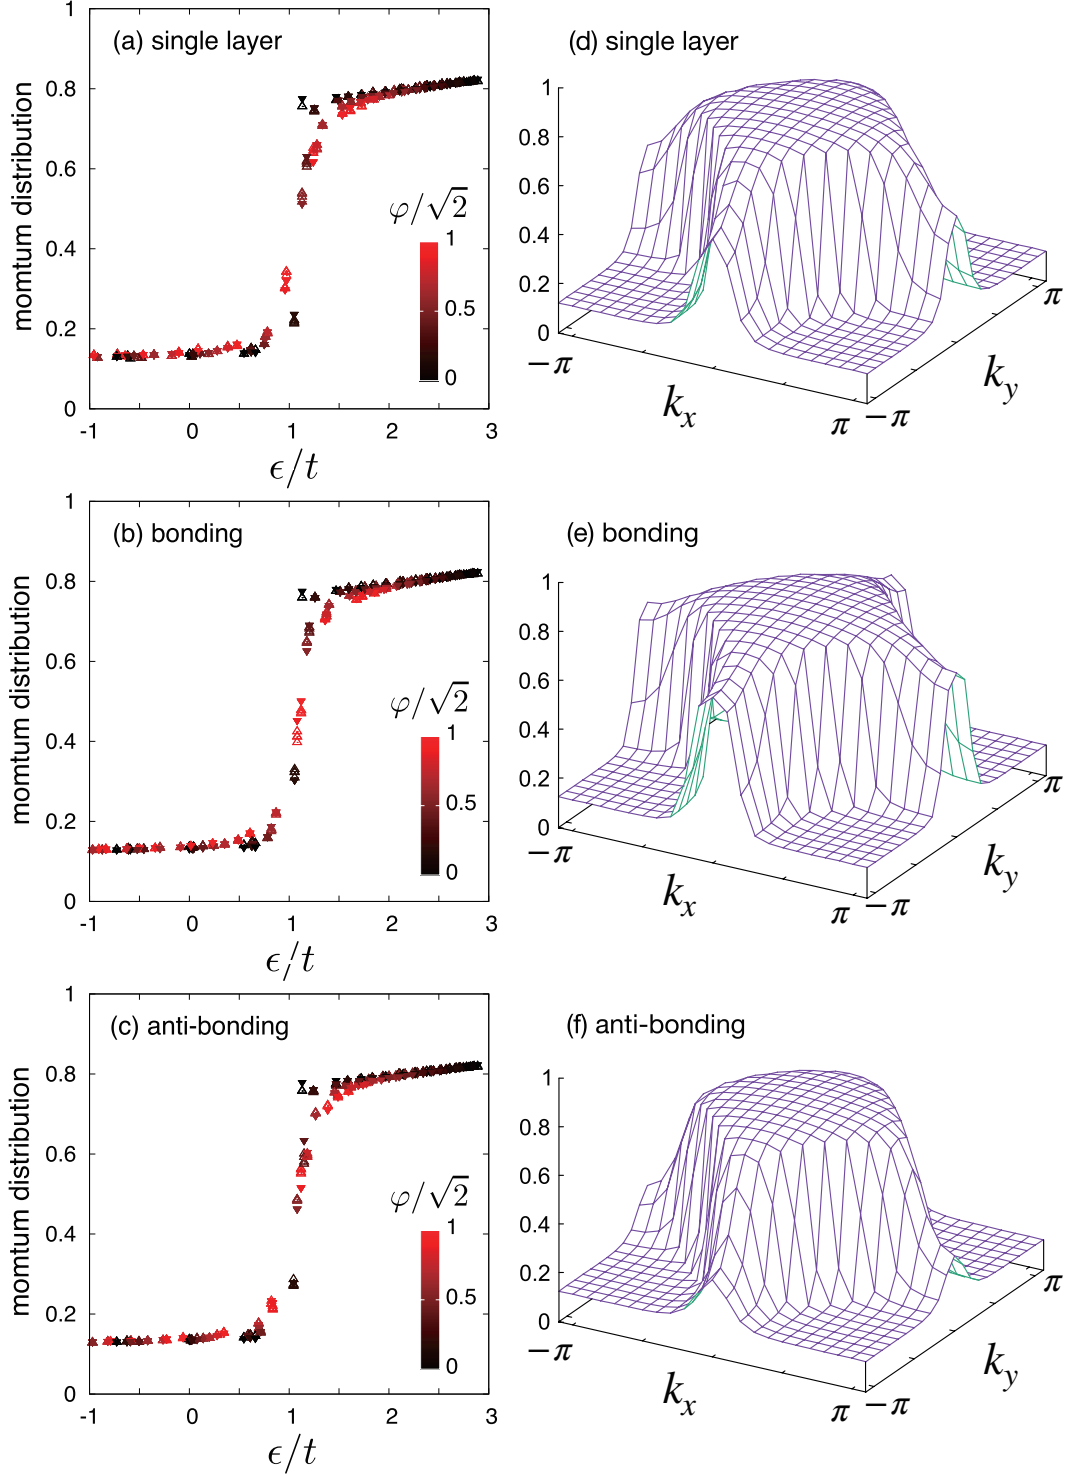 (a) single layer
momtum distribution
1
0.8
0.6
0.4
0.2
0
-1
0
1
2
3
ϵ/t
φ/√2
1
0.5
0
(d) single layer
1
0.8
0.6
0.4
0.2
0
−π
k_x
π
−π
k_y
π
(b) bonding
momtum distribution
1
0.8
0.6
0.4
0.2
0
-1
0
1
2
3
ϵ/t
φ/√2
1
0.5
0
(e) bonding
1
0.8
0.6
0.4
0.2
0
−π
k_x
π
−π
k_y
π
(c) anti-bonding
momtum distribution
1
0.8
0.6
0.4
0.2
0
-1
0
1
2
3
ϵ/t
φ/√2
1
0.5
0
(f) anti-bonding
1
0.8
0.6
0.4
0.2
0
−π
k_x
π
−π
k_y
π